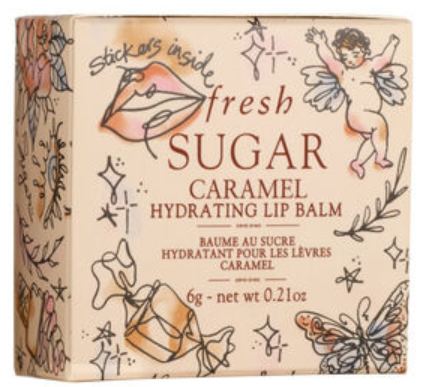 Stickers inside
fresh
SUGAR
CARAMEL
HYDRATING LIP BALM
BAUME AU SUCRE
HYDRATANT POUR LES LÈVRES
CARAMEL
6g - net wt 0.21oz